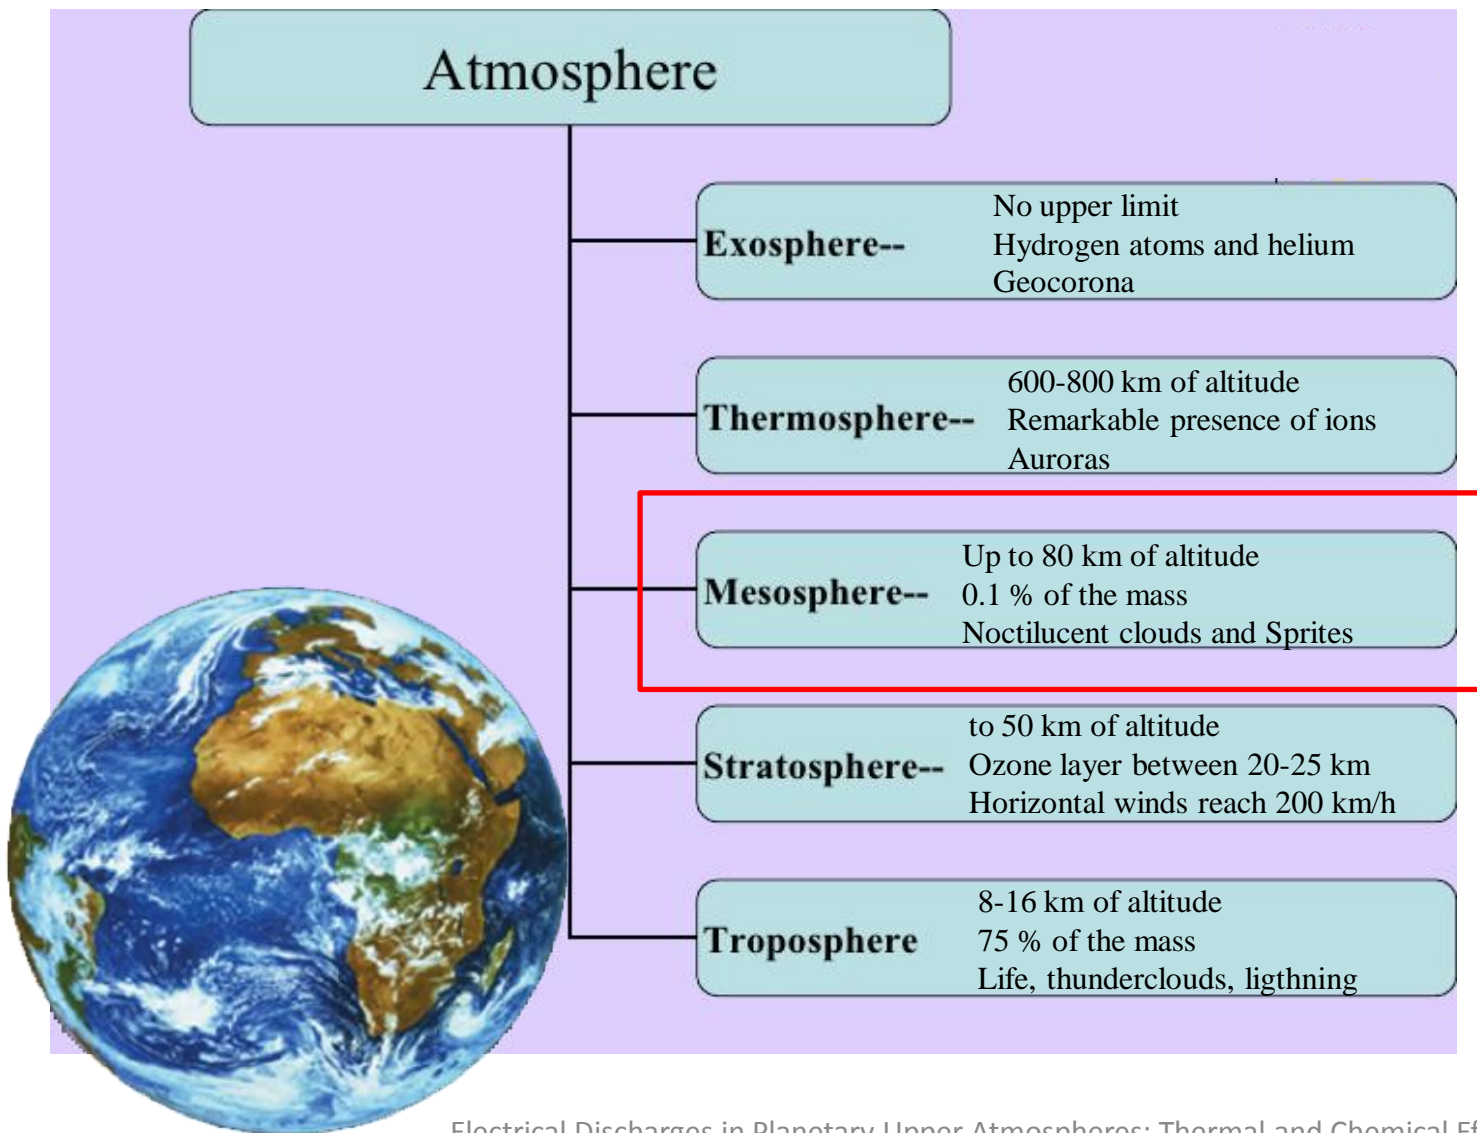 Atmosphere
Exosphere--
No upper limit
Hydrogen atoms and helium
Geocorona
Thermosphere--
600-800 km of altitude
Remarkable presence of ions
Auroras
Mesosphere--
Up to 80 km of altitude
0.1 % of the mass
Noctilucent clouds and Sprites
Stratosphere--
to 50 km of altitude
Ozone layer between 20-25 km
Horizontal winds reach 200 km/h
Troposphere
8-16 km of altitude
75 % of the mass
Life, thunderclouds, ligthning
Electrical Discharges in Planetary Upper Atmospheres: Thermal and Chemical